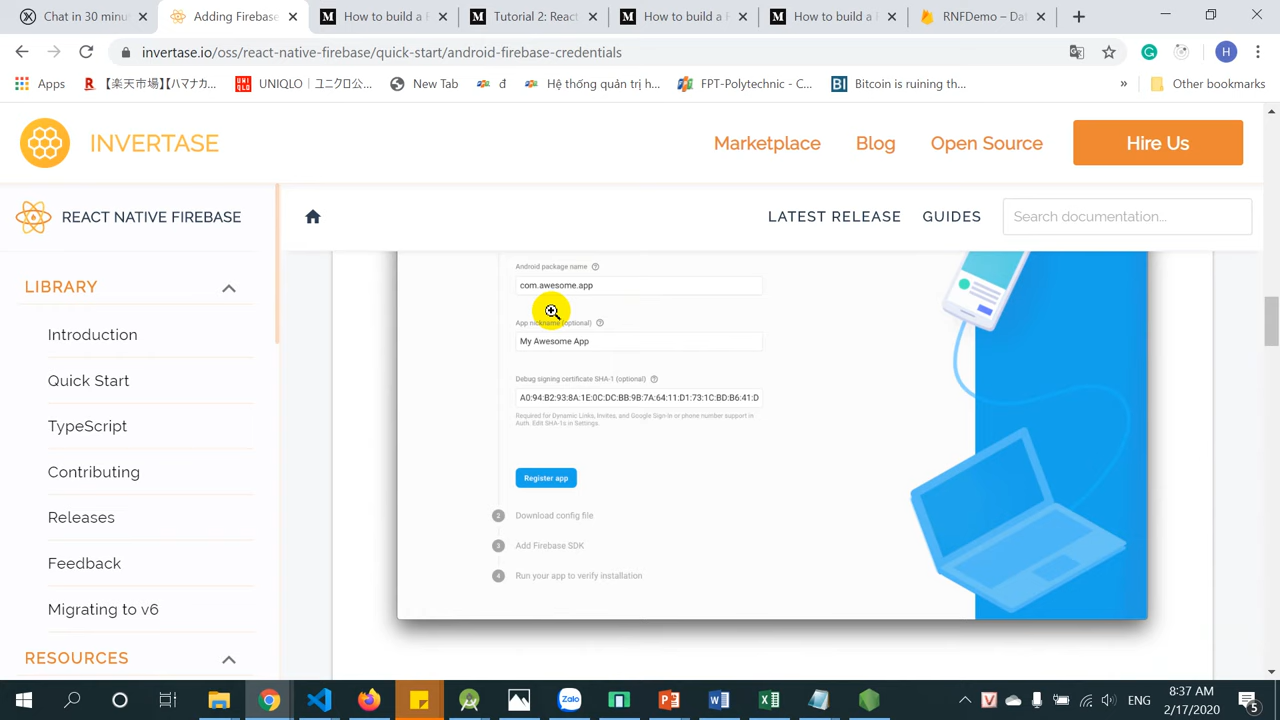 Chat in 30 minu
Adding Firebase
How to build a F
Tutorial 2: React
How to build a F
How to build a F
RNFDemo – Dat
invertase.io/oss/react-native-firebase/quick-start/android-firebase-credentials
H
Apps
【楽天市場】【ハマナカ...
UNIQLO｜ユニクロ公...
New Tab
đ
Hệ thống quản trị h...
FPT-Polytechnic - C...
Bitcoin is ruining th...
»
Other bookmarks
INVERTASE
Marketplace
Blog
Open Source
Hire Us
REACT NATIVE FIREBASE
LATEST RELEASE
GUIDES
Search documentation...
LIBRARY
Introduction
Quick Start
TypeScript
Contributing
Releases
Feedback
Migrating to v6
RESOURCES
Android package name
com.awesome.app
App nickname (optional)
My Awesome App
Debug signing certificate SHA-1 (optional)
A0:94:B2:93:8A:1E:0C:DC:BB:9B:7A:64:11:D1:73:1C:BD:B6:41:D
Required for Dynamic Links, Invites, and Google Sign-In or phone number support in
Auth. Edit SHA-1s in Settings.
Register app
2 Download config file
3 Add Firebase SDK
4 Run your app to verify installation
ENG
8:37 AM
2/17/2020
5